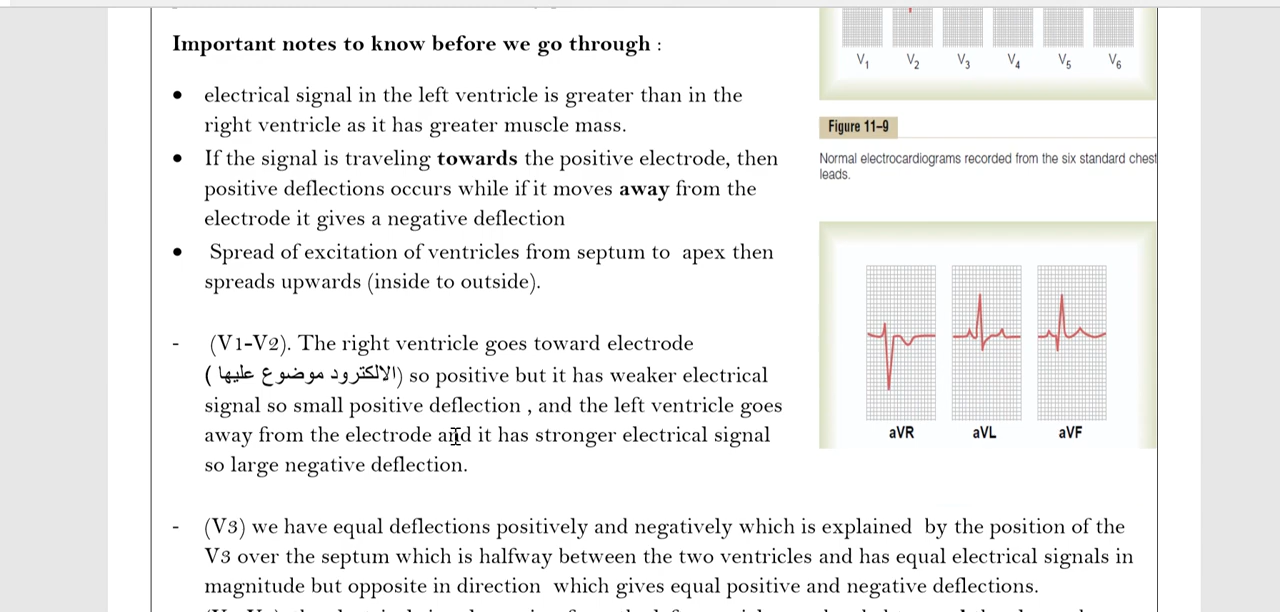 Important notes to know before we go through :
• electrical signal in the left ventricle is greater than in the
right ventricle as it has greater muscle mass.
• If the signal is traveling towards the positive electrode, then
positive deflections occurs while if it moves away from the
electrode it gives a negative deflection
• Spread of excitation of ventricles from septum to apex then
spreads upwards (inside to outside).
- (V1-V2). The right ventricle goes toward electrode
(الالكترود موضوع عليها) so positive but it has weaker electrical
signal so small positive deflection , and the left ventricle goes
away from the electrode and it has stronger electrical signal
so large negative deflection.
- (V3) we have equal deflections positively and negatively which is explained by the position of the
V3 over the septum which is halfway between the two ventricles and has equal electrical signals in
magnitude but opposite in direction which gives equal positive and negative deflections.
V1 V2 V3 V4 V5 V6
Figure 11–9
Normal electrocardiograms recorded from the six standard chest
leads.
aVR aVL aVF